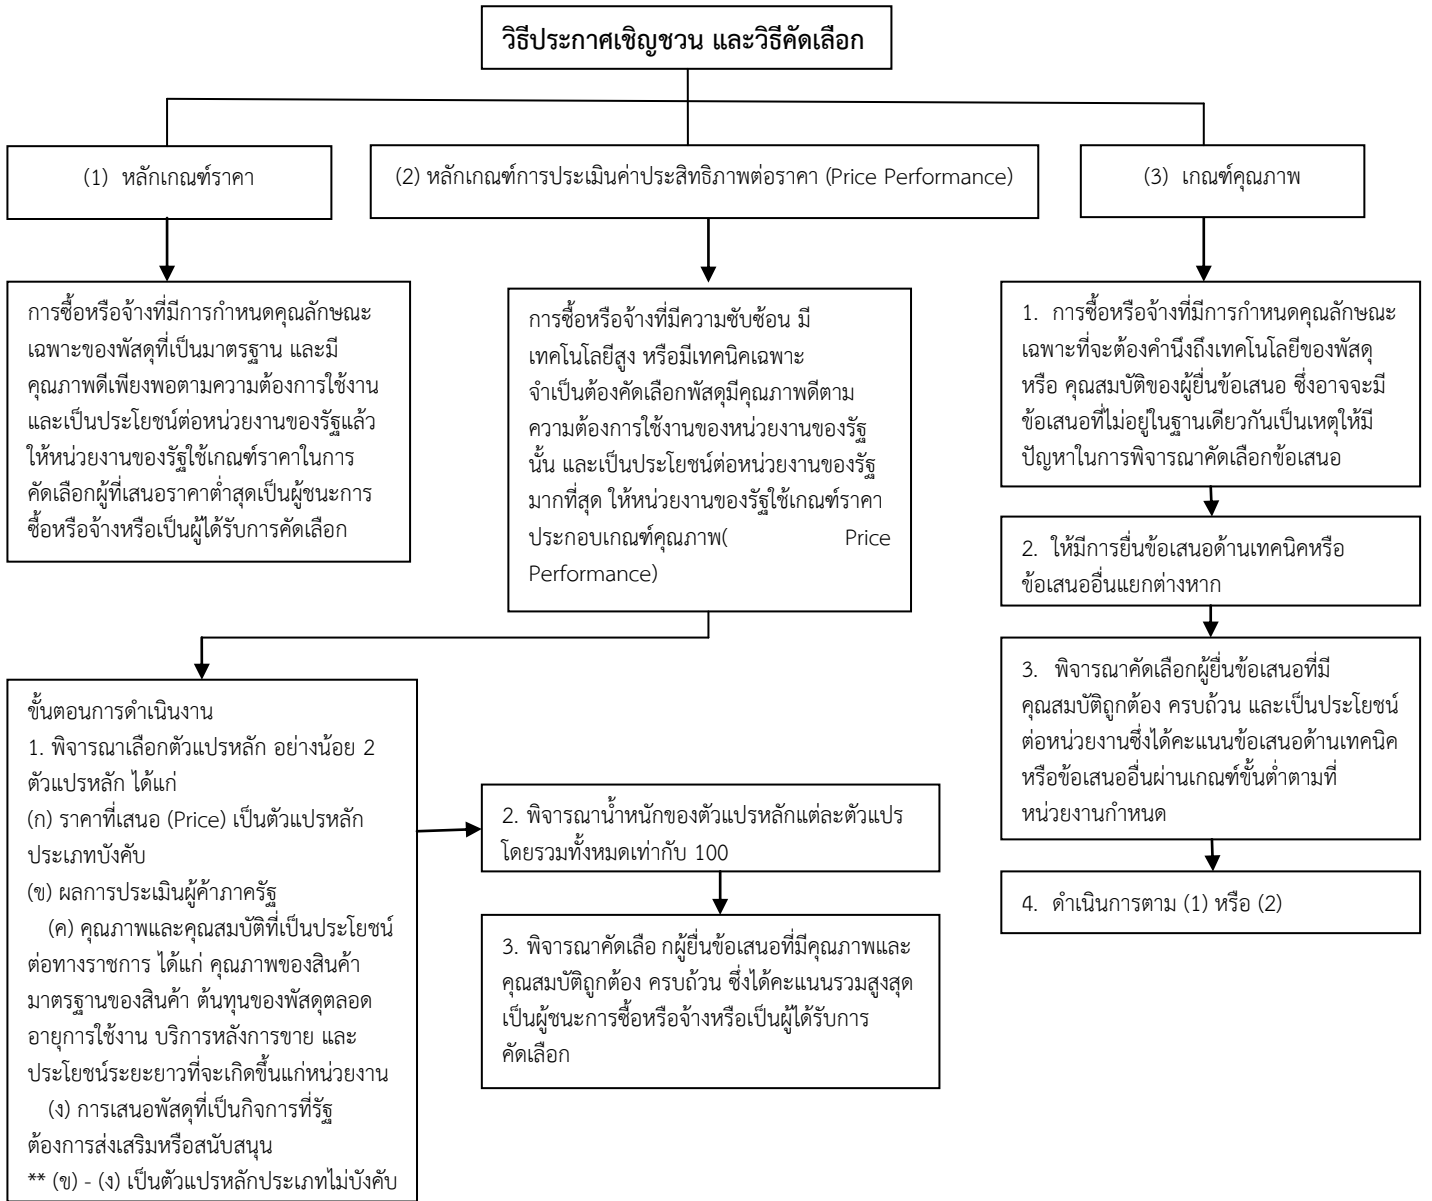 วิธีประกาศเชิญชวน และวิธีคัดเลือก
(1) หลักเกณฑ์ราคา
(2) หลักเกณฑ์การประเมินค่าประสิทธิภาพต่อราคา (Price Performance)
(3) เกณฑ์คุณภาพ
การซื้อหรือจ้างที่มีการกำหนดคุณลักษณะ
เฉพาะของพัสดุที่เป็นมาตรฐาน และมี
คุณภาพดีเพียงพอตามความต้องการใช้งาน
และเป็นประโยชน์ต่อหน่วยงานของรัฐแล้ว
ให้หน่วยงานของรัฐใช้เกณฑ์ราคาในการ
คัดเลือกผู้ที่เสนอราคาต่ำสุดเป็นผู้ชนะการ
ซื้อหรือจ้างหรือเป็นผู้ได้รับการคัดเลือก
การซื้อหรือจ้างที่มีความซับซ้อน มี
เทคโนโลยีสูง หรือมีเทคนิคเฉพาะ
จำเป็นต้องคัดเลือกพัสดุมีคุณภาพดีตาม
ความต้องการใช้งานของหน่วยงานของรัฐ
นั้น และเป็นประโยชน์ต่อหน่วยงานของรัฐ
มากที่สุด ให้หน่วยงานของรัฐใช้เกณฑ์ราคา
ประกอบเกณฑ์คุณภาพ( Price
Performance)
1. การซื้อหรือจ้างที่มีการกำหนดคุณลักษณะ
เฉพาะที่จะต้องคำนึงถึงเทคโนโลยีของพัสดุ
หรือ คุณสมบัติของผู้ยื่นข้อเสนอ ซึ่งอาจจะมี
ข้อเสนอที่ไม่อยู่ในฐานเดียวกันเป็นเหตุให้มี
ปัญหาในการพิจารณาคัดเลือกข้อเสนอ
2. ให้มีการยื่นข้อเสนอด้านเทคนิคหรือ
ข้อเสนออื่นแยกต่างหาก
3. พิจารณาคัดเลือกผู้ยื่นข้อเสนอที่มี
คุณสมบัติถูกต้อง ครบถ้วน และเป็นประโยชน์
ต่อหน่วยงานซึ่งได้คะแนนข้อเสนอด้านเทคนิค
หรือข้อเสนออื่นผ่านเกณฑ์ขั้นต่ำตามที่
หน่วยงานกำหนด
4. ดำเนินการตาม (1) หรือ (2)
ขั้นตอนการดำเนินงาน
1. พิจารณาเลือกตัวแปรหลัก อย่างน้อย 2
ตัวแปรหลัก ได้แก่
(ก) ราคาที่เสนอ (Price) เป็นตัวแปรหลัก
ประเภทบังคับ
(ข) ผลการประเมินผู้ค้าภาครัฐ
(ค) คุณภาพและคุณสมบัติที่เป็นประโยชน์
ต่อทางราชการ ได้แก่ คุณภาพของสินค้า
มาตรฐานของสินค้า ต้นทุนของพัสดุตลอด
อายุการใช้งาน บริการหลังการขาย และ
ประโยชน์ระยะยาวที่จะเกิดขึ้นแก่หน่วยงาน
(ง) การเสนอพัสดุที่เป็นกิจการที่รัฐ
ต้องการส่งเสริมหรือสนับสนุน
** (ข) - (ง) เป็นตัวแปรหลักประเภทไม่บังคับ
2. พิจารณาน้ำหนักของตัวแปรหลักแต่ละตัวแปร
โดยรวมทั้งหมดเท่ากับ 100
3. พิจารณาคัดเลือ กผู้ยื่นข้อเสนอที่มีคุณภาพและ
คุณสมบัติถูกต้อง ครบถ้วน ซึ่งได้คะแนนรวมสูงสุด
เป็นผู้ชนะการซื้อหรือจ้างหรือเป็นผู้ได้รับการ
คัดเลือก